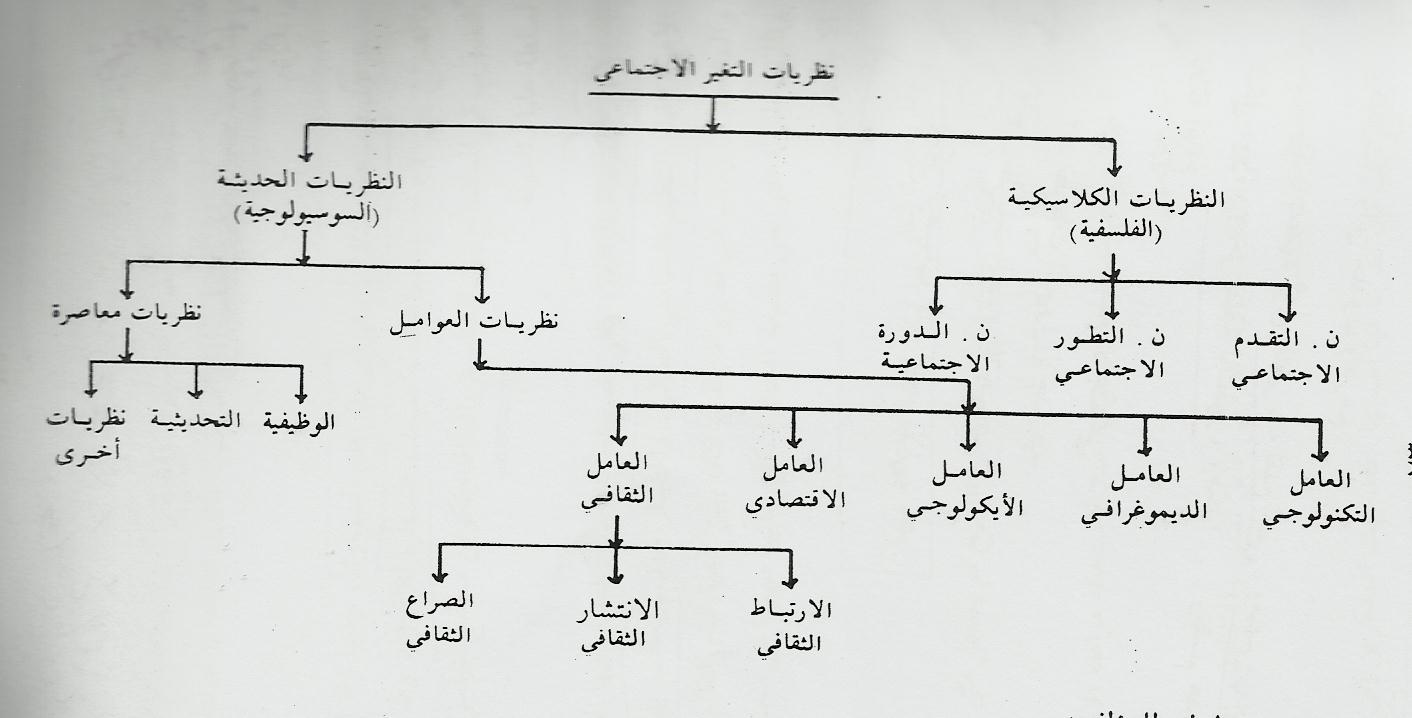 نظريات التغير الاجتماعي
النظريات الكلاسيكية
(الفلسفية)
النظريات الحديثة
(السوسيولوجية)
ن . التقدم
الاجتماعي
ن . التطور
الاجتماعي
ن . الدورة
الاجتماعية
نظريات العوامل
نظريات معاصرة
الوظيفية
التحديثية
نظريات
أخرى
العامل
التكنولوجي
العامل
الديموغرافي
العامل
الأيكولوجي
العامل
الاقتصادي
العامل
الثقافي
الارتباط
الثقافي
الانتشار
الثقافي
الصراع
الثقافي